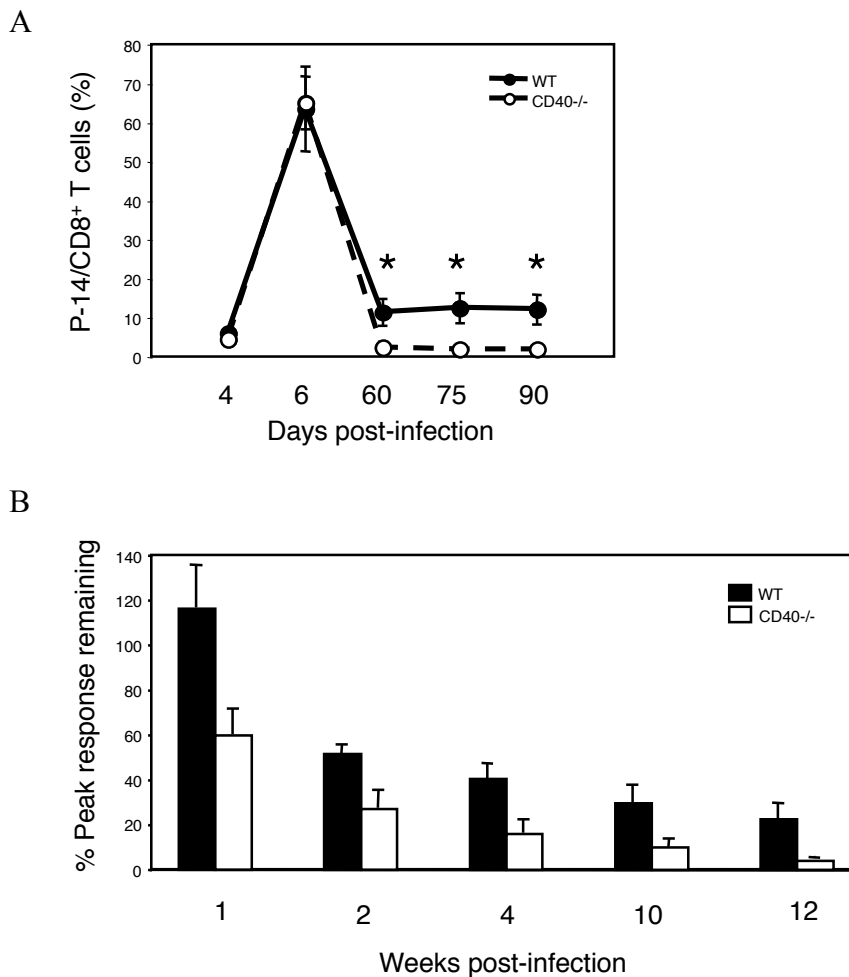 A
P-14/CD8⁺ T cells (%)
80
70
60
50
40
30
20
10
0
WT
CD40-/-
* * *
4 6 60 75 90
Days post-infection
B
% Peak response remaining
140
120
100
80
60
40
20
0
WT
CD40-/-
1 2 4 10 12
Weeks post-infection